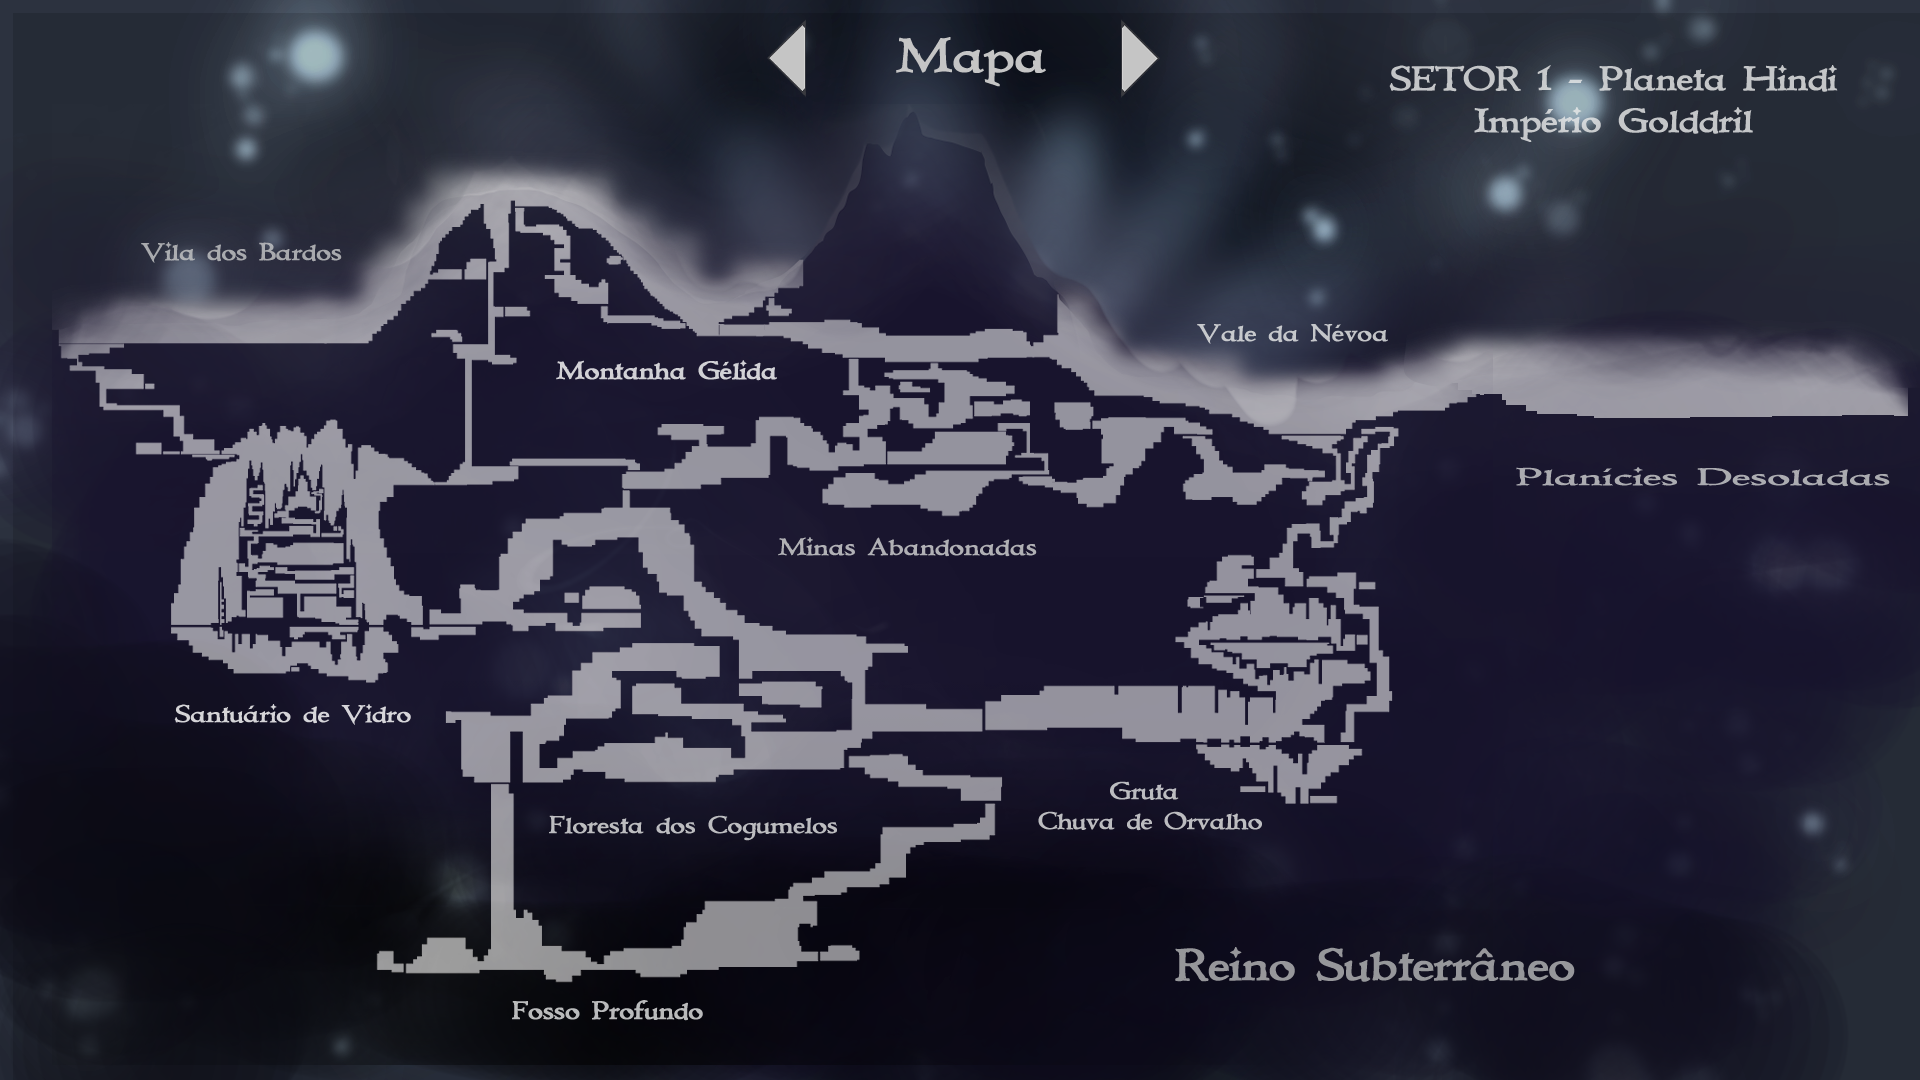 Mapa
SETOR 1 - Planeta Hindi
Império Golddril
Vila dos Bardos
Vale da Névoa
Montanha Gélida
Planícies Desoladas
Minas Abandonadas
Santuário de Vidro
Gruta
Chuva de Orvalho
Floresta dos Cogumelos
Reino Subterrâneo
Fosso Profundo